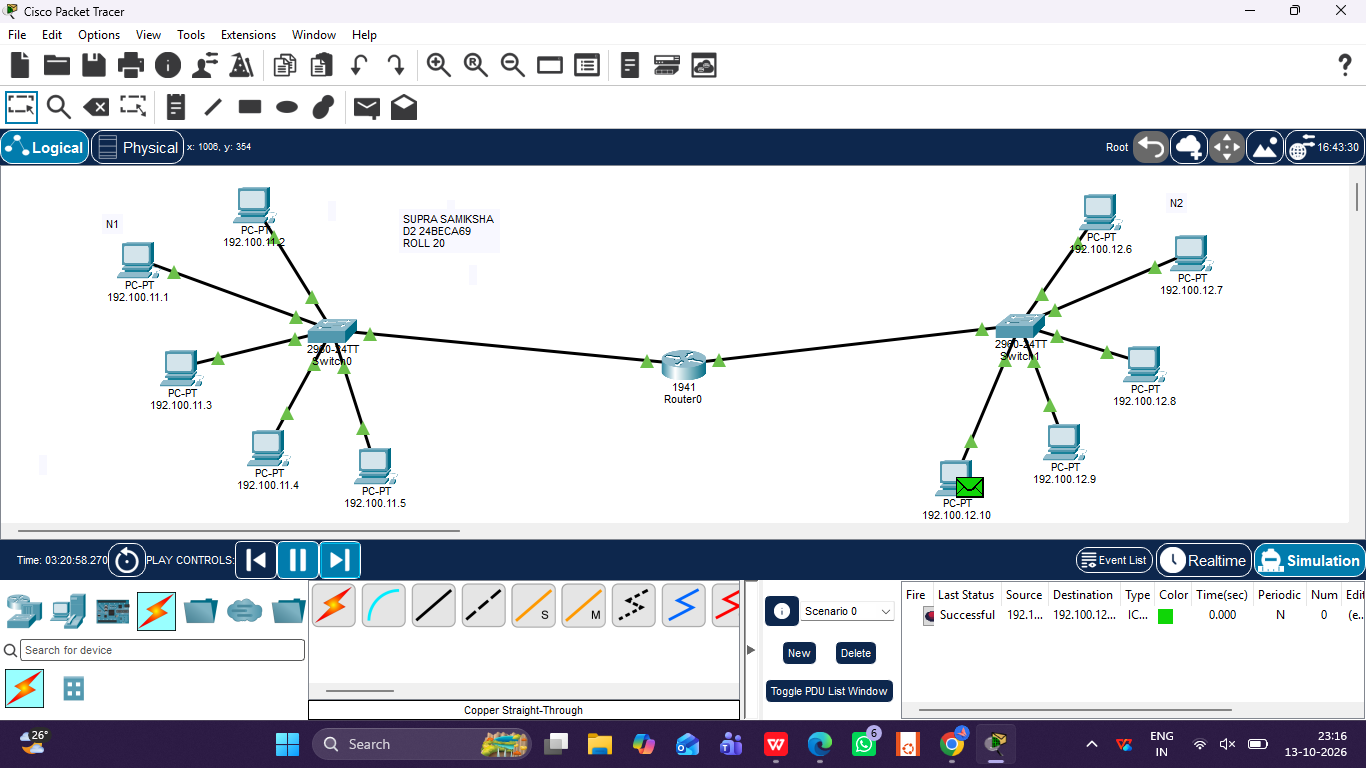 Cisco Packet Tracer
File Edit Options View Tools Extensions Window Help
Logical Physical x: 1006, y: 354 Root 16:43:30
N1
PC-PT
192.100.11.2
SUPRA SAMIKSHA
D2 24BECA69
ROLL 20
PC-PT
192.100.12.6
N2
PC-PT
192.100.11.1
PC-PT
192.100.12.7
2960-24TT
Switch0
2960-24TT
Switch1
PC-PT
192.100.11.3
1941
Router0
PC-PT
192.100.12.8
PC-PT
192.100.11.4
PC-PT
192.100.11.5
PC-PT
192.100.12.9
PC-PT
192.100.12.10
Time: 03:20:58.270 PLAY CONTROLS: Event List Realtime Simulation
S M
Scenario 0
Fire Last Status Source Destination Type Color Time(sec) Periodic Num Edit
Successful 192.1... 192.100.12... IC... 0.000 N 0 (e..
Search for device
New Delete
Toggle PDU List Window
Copper Straight-Through
26°
Search
6
ENG
IN
23:16
13-10-2026